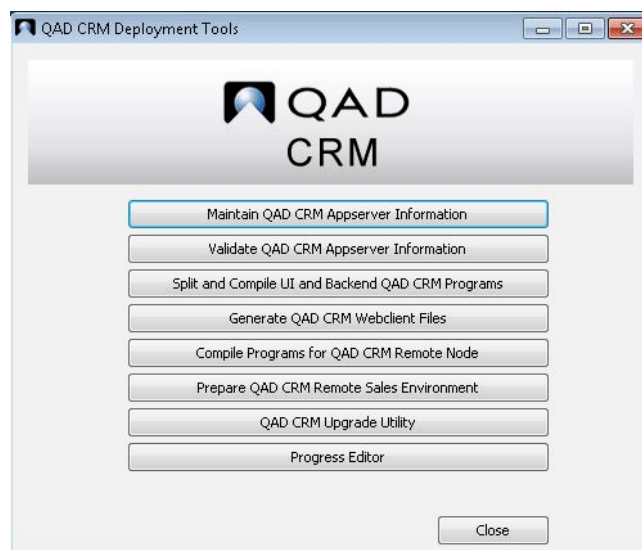 QAD CRM Deployment Tools
QAD
CRM
Maintain QAD CRM Appserver Information
Validate QAD CRM Appserver Information
Split and Compile UI and Backend QAD CRM Programs
Generate QAD CRM Webclient Files
Compile Programs for QAD CRM Remote Node
Prepare QAD CRM Remote Sales Environment
QAD CRM Upgrade Utility
Progress Editor
Close